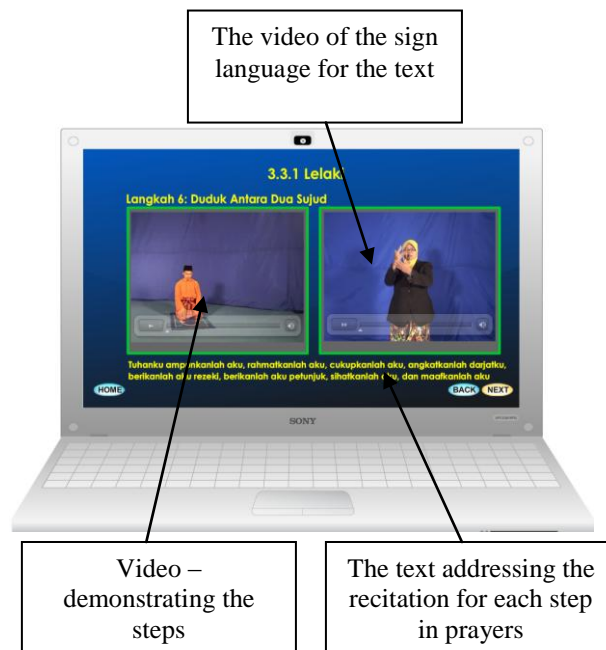 The video of the sign
language for the text
3.3.1 Lelaki
Langkah 6: Duduk Antara Dua Sujud
Tuhanku ampunkanlah aku, rahmatkanlah aku, cukupkanlah aku, angkatkanlah darjatku,
berikanlah aku rezeki, berikanlah aku petunjuk, sihatkanlah aku, dan maafkanlah aku
HOME
BACK
NEXT
SONY
Video –
demonstrating the
steps
The text addressing the
recitation for each step
in prayers